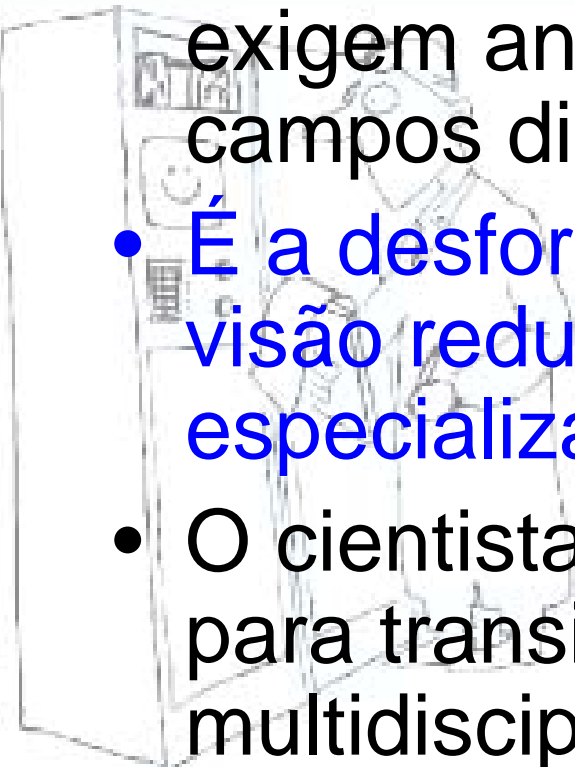 exigem an
campos di
• É a desfor
visão redu
especializa
• O cientista
para transi
multidiscip